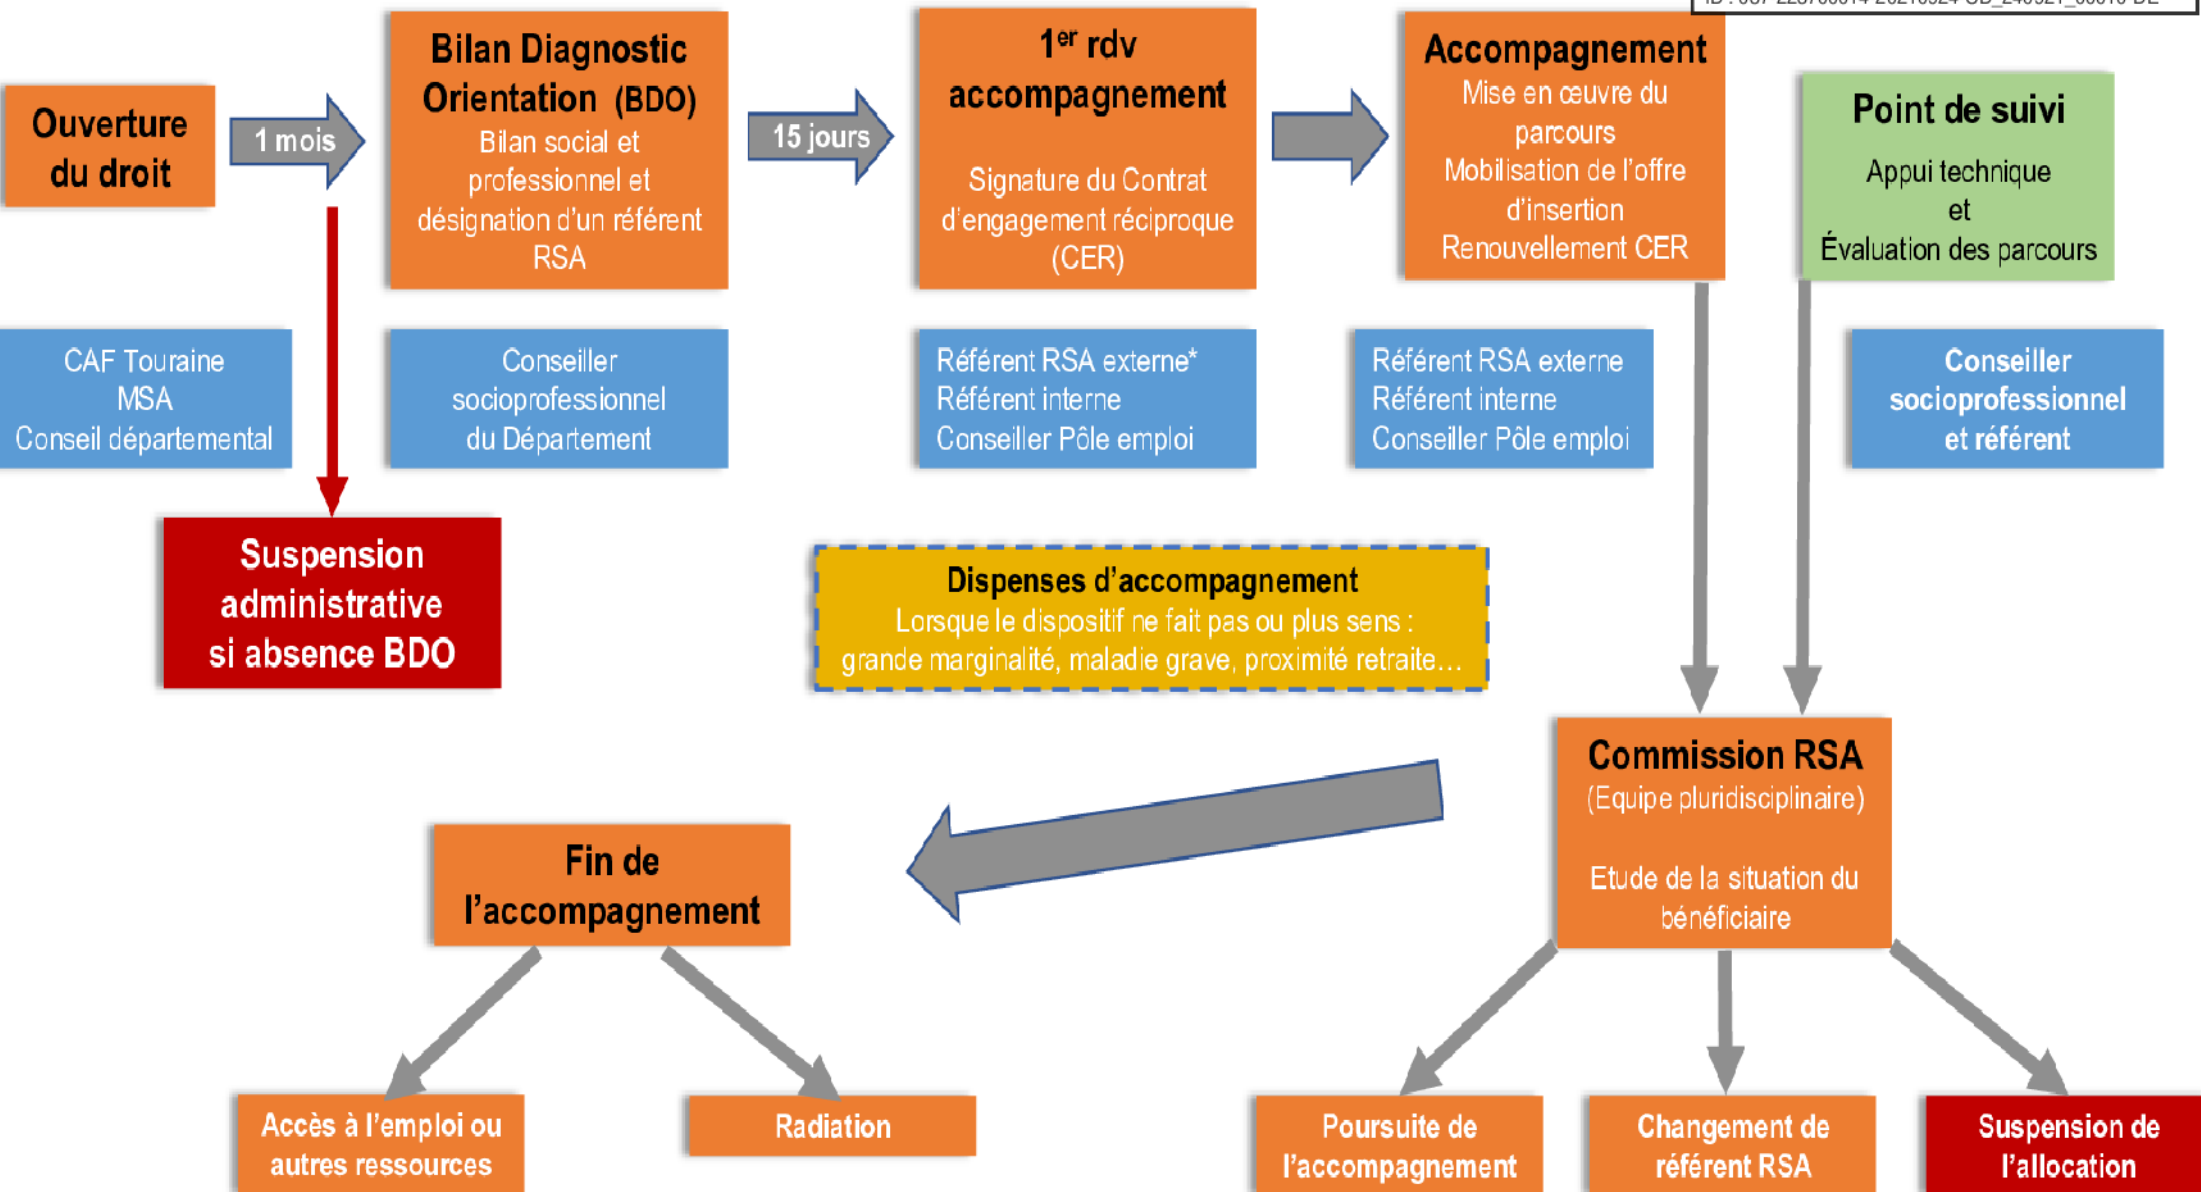 Ouverture
du droit
1 mois
Bilan Diagnostic
Orientation (BDO)
Bilan social et
professionnel et
désignation d'un référent
RSA
15 jours
1er rdv
accompagnement
Signature du Contrat
d'engagement réciproque
(CER)
Accompagnement
Mise en œuvre du
parcours
Mobilisation de l'offre
d'insertion
Renouvellement CER
Point de suivi
Appui technique
et
Évaluation des parcours
CAF Touraine
MSA
Conseil départemental
Conseiller
socioprofessionnel
du Département
Référent RSA externe*
Référent interne
Conseiller Pôle emploi
Référent RSA externe
Référent interne
Conseiller Pôle emploi
Conseiller
socioprofessionnel
et référent
Suspension
administrative
si absence BDO
Dispenses d'accompagnement
Lorsque le dispositif ne fait pas ou plus sens :
grande marginalité, maladie grave, proximité retraite…
Commission RSA
(Equipe pluridisciplinaire)
Etude de la situation du
bénéficiaire
Fin de
l'accompagnement
Accès à l'emploi ou
autres ressources
Radiation
Poursuite de
l'accompagnement
Changement de
référent RSA
Suspension de
l'allocation